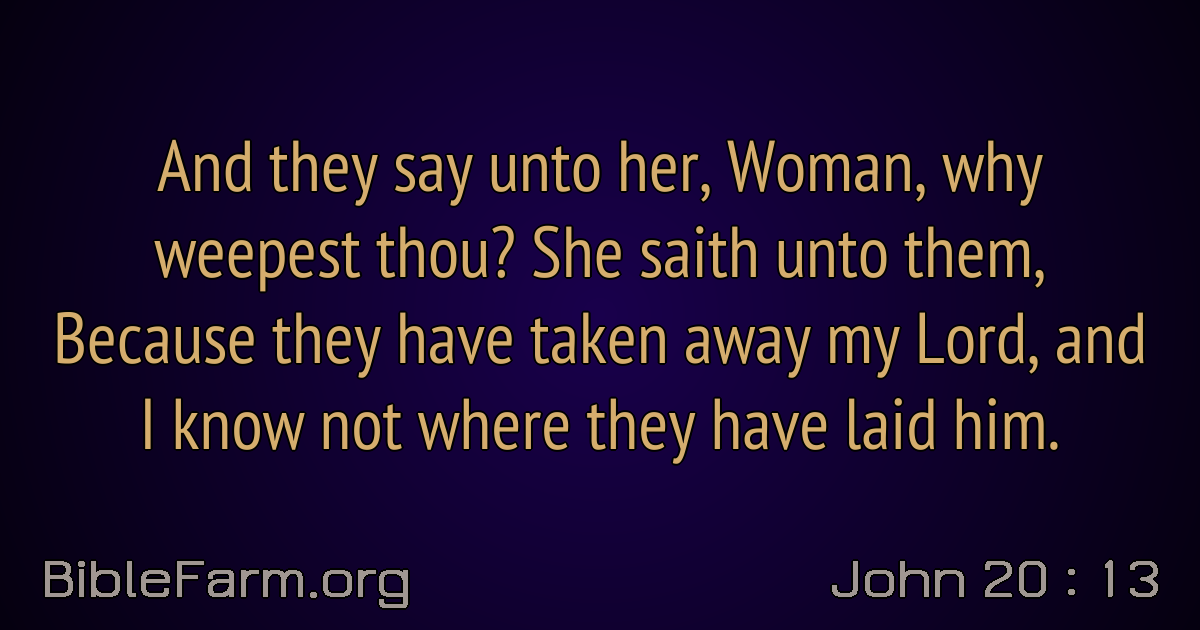 And they say unto her, Woman, why
weepest thou? She saith unto them,
Because they have taken away my Lord, and
I know not where they have laid him.
BibleFarm.org
John 20 : 13